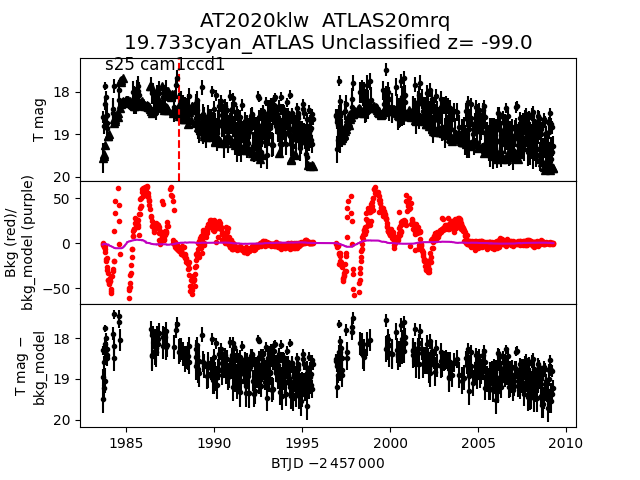 AT2020klw ATLAS20mrq
19.733cyan_ATLAS Unclassified z= -99.0
s25 cam1ccd1
T mag
18
19
20
Bkg (red)/
bkg_model (purple)
50
0
−50
T mag −
bkg_model
18
19
20
1985 1990 1995 2000 2005 2010
BTJD −2 457 000